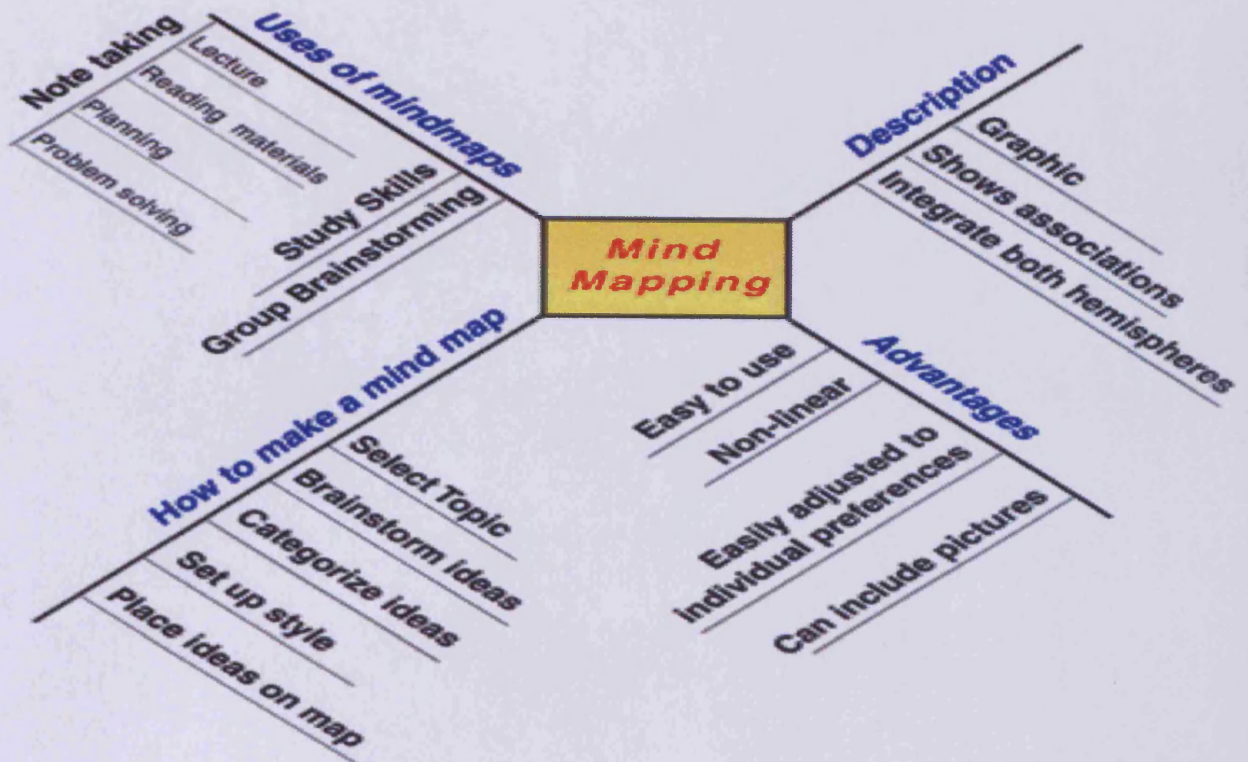 Mind
Mapping
Uses of mindmaps
Note taking
Lecture
Reading materials
Planning
Problem solving
Study Skills
Group Brainstorming
Description
Graphic
Shows associations
Integrate both hemispheres
How to make a mind map
Select Topic
Brainstorm ideas
Categorize ideas
Set up style
Place ideas on map
Advantages
Easy to use
Non-linear
Easily adjusted to
individual preferences
Can include pictures